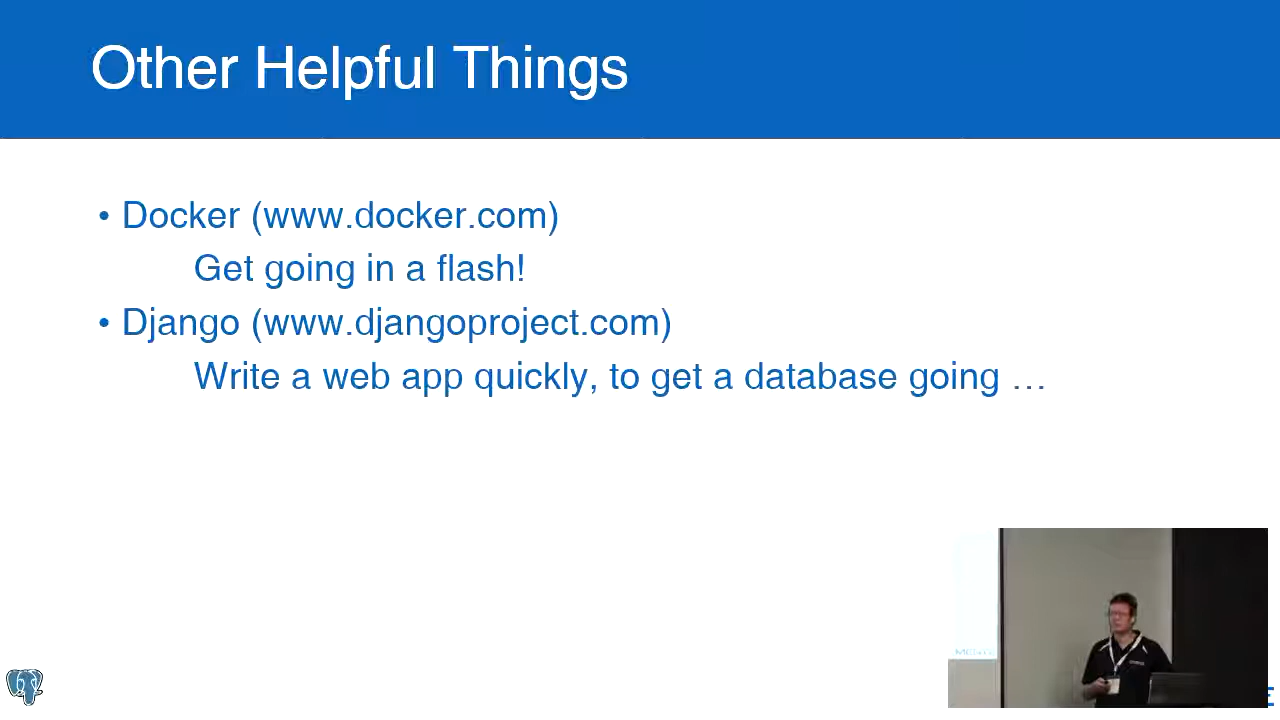 Other Helpful Things
• Docker (www.docker.com)
Get going in a flash!
• Django (www.djangoproject.com)
Write a web app quickly, to get a database going …
E